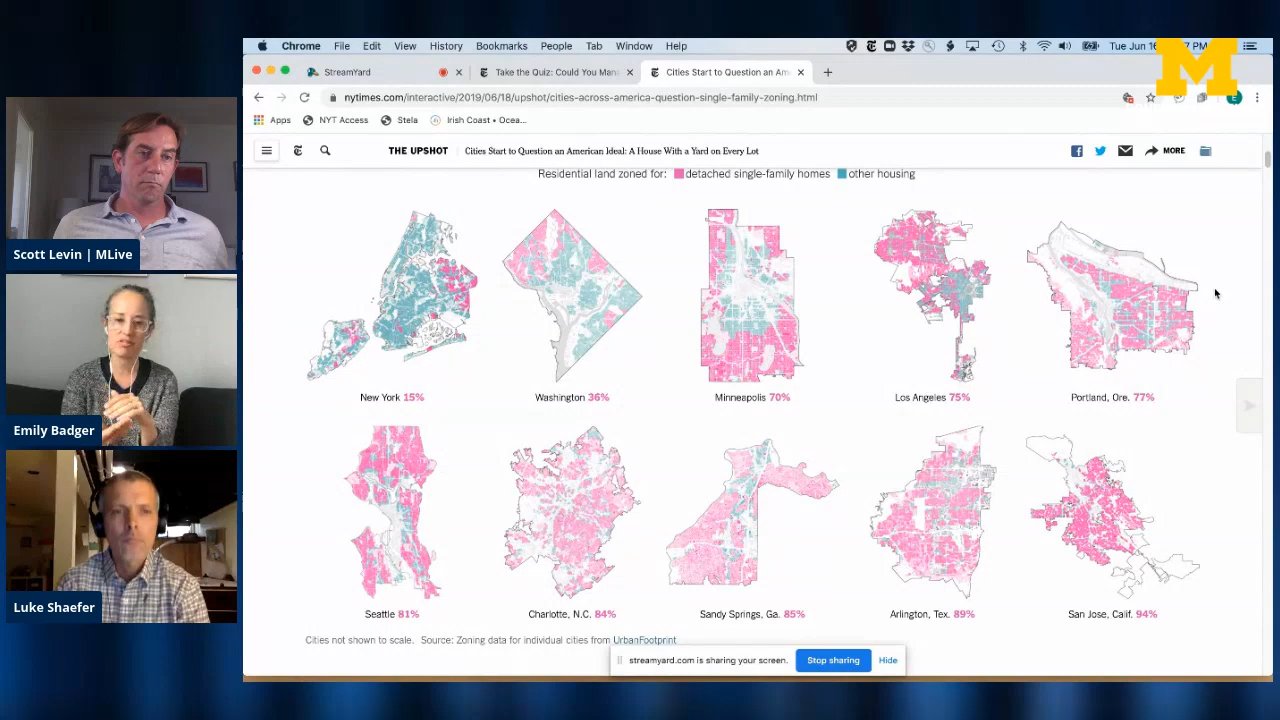 Scott Levin | MLive
Emily Badger
Luke Shaefer
Chrome File Edit View History Bookmarks People Tab Window Help
Tue Jun 16
7 PM
M
StreamYard
Take the Quiz: Could You Man
Cities Start to Question an Am
nytimes.com/interactive/2019/06/18/upshot/cities-across-america-question-single-family-zoning.html
E
Apps NYT Access Stela Irish Coast • Ocea...
THE UPSHOT | Cities Start to Question an American Ideal: A House With a Yard on Every Lot
MORE
Residential land zoned for: detached single-family homes other housing
New York 15% Washington 36% Minneapolis 70% Los Angeles 75% Portland, Ore. 77%
Seattle 81% Charlotte, N.C. 84% Sandy Springs, Ga. 85% Arlington, Tex. 89% San Jose, Calif. 94%
Cities not shown to scale. Source: Zoning data for individual cities from UrbanFootprint
streamyard.com is sharing your screen. Stop sharing Hide